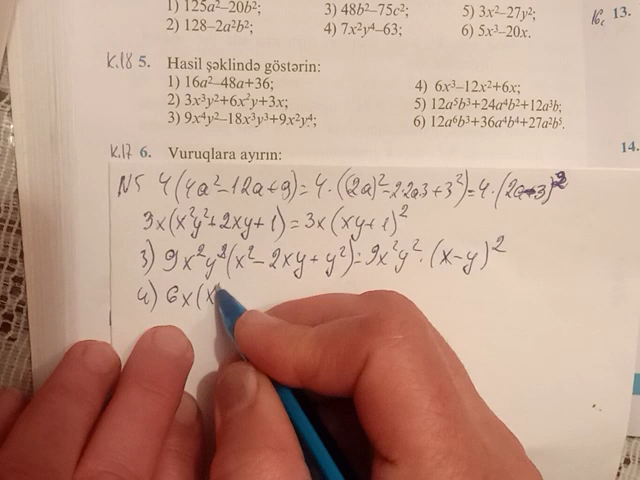 1) 125a²–20b²; 3) 48b²–75c²; 5) 3x²–27y²;
2) 128–2a²b²; 4) 7x²y⁴–63; 6) 5x³–20x.
16. 13.
K.18 5. Hasil şəklində göstərin:
1) 16a²–48a+36; 4) 6x³–12x²+6x;
2) 3x³y²+6x²y+3x; 5) 12a⁵b³+24a⁴b²+12a³b;
3) 9x⁴y²–18x³y³+9x²y⁴; 6) 12a⁶b³+36a⁴b⁴+27a²b⁵.
K.17 6. Vuruqlara ayırın:
14.
N5 4(4a²–12a+9)=4·((2a)²–2·2a3+3²)=4·(2a–3)²
3x(x²y²+2xy+1)=3x(xy+1)²
3) 9x²y²(x²–2xy+y²)=9x²y²·(x–y)²
4) 6x(x